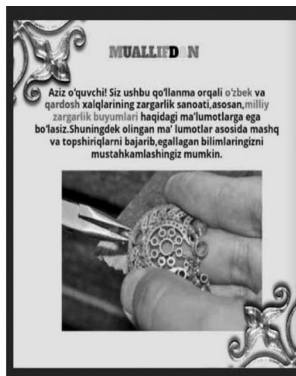 MUALLIFDAN
Aziz o'quvchi! Siz ushbu qo'llanma orqali o'zbek va
qardosh xalqlarining zargarlik sanoati,asosan,milliy
zargarlik buyumlari haqidagi ma'lumotlarga ega
bo'lasiz.Shuningdek olingan ma' lumotlar asosida mashq
va topshiriqlarni bajarib,egallagan bilimlaringizni
mustahkamlashingiz mumkin.